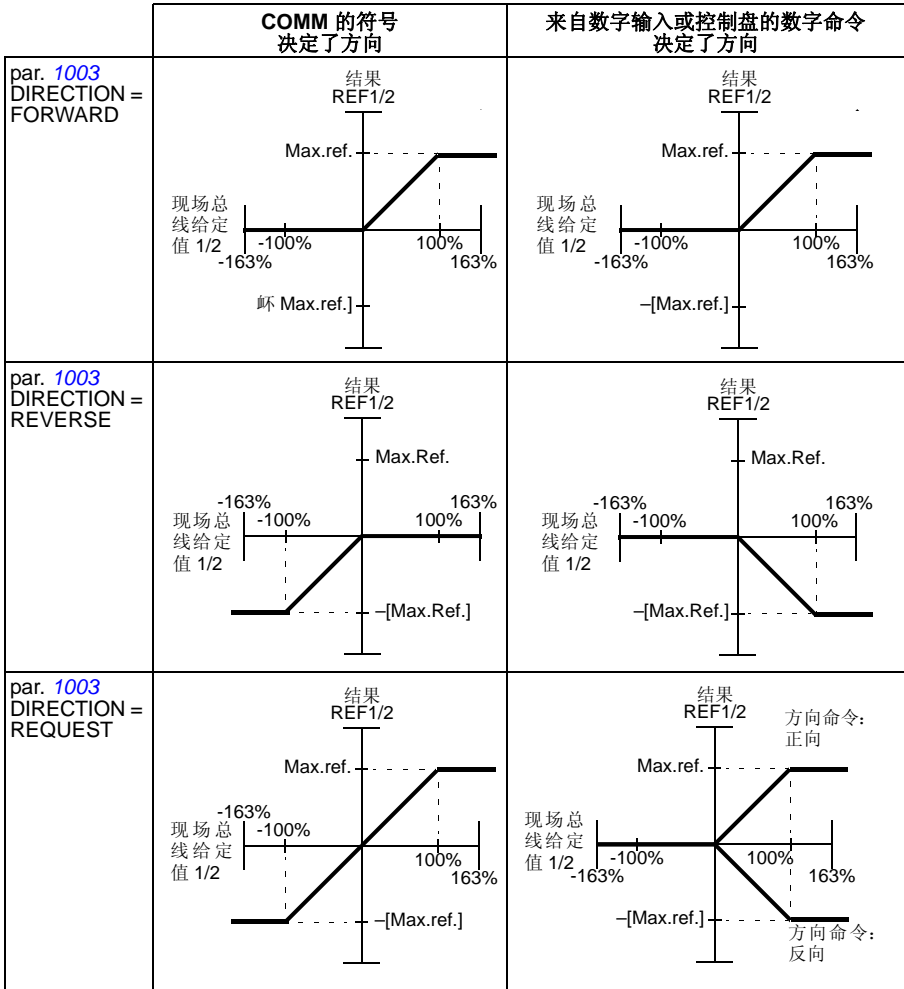 COMM 的符号
决定了方向
来自数字输入或控制盘的数字命令
决定了方向
par. 1003
DIRECTION =
FORWARD
结果
REF1/2
Max.ref.
现场总
线给定
值 1/2
-100%
-163%
100%
163%
岓 Max.ref.]
结果
REF1/2
Max.ref.
现场总
线给定
值 1/2
-100%
-163%
100%
163%
–[Max.ref.]
par. 1003
DIRECTION =
REVERSE
结果
REF1/2
Max.Ref.
-163%
163%
现场总
线给定
值 1/2
-100%
100%
–[Max.Ref.]
结果
REF1/2
Max.Ref.
-163%
163%
现场总
线给定
值 1/2
-100%
100%
–[Max.Ref.]
par. 1003
DIRECTION =
REQUEST
结果
REF1/2
Max.ref.
-163%
现场总
线给定
值 1/2
-100%
100%
163%
–[Max.ref.]
结果
REF1/2
方向命令：
正向
Max.ref.
现场总
线给定
值 1/2
-100%
-163%
100%
163%
–[Max.ref.]
方向命令：
反向